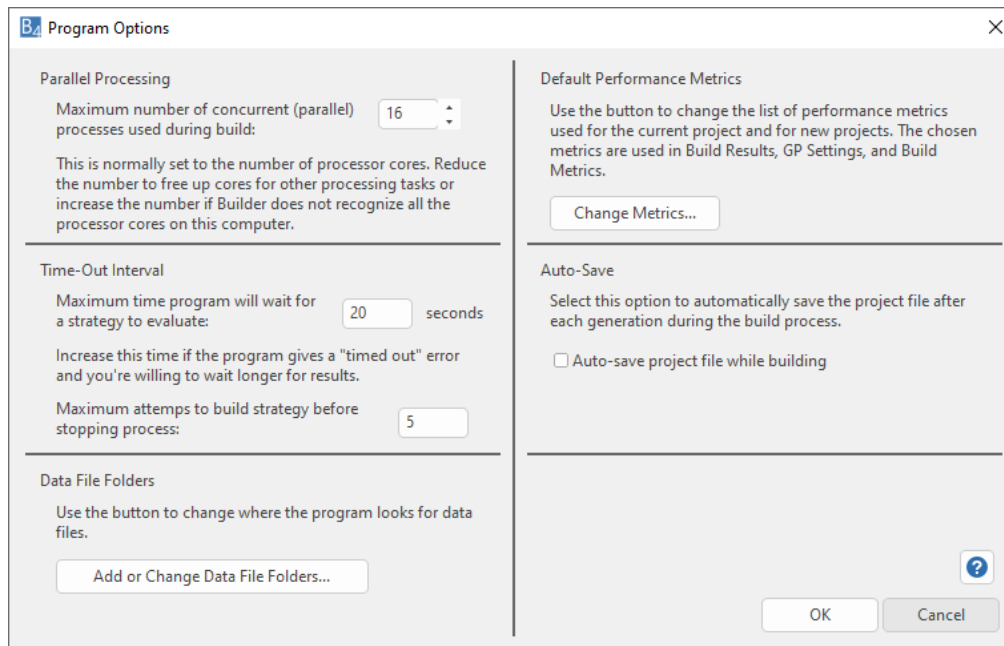 B4 Program Options
Parallel Processing
Maximum number of concurrent (parallel)
processes used during build:
16
This is normally set to the number of processor cores. Reduce
the number to free up cores for other processing tasks or
increase the number if Builder does not recognize all the
processor cores on this computer.
Time-Out Interval
Maximum time program will wait for
a strategy to evaluate:
20 seconds
Increase this time if the program gives a "timed out" error
and you're willing to wait longer for results.
Maximum attemps to build strategy before
stopping process:
5
Data File Folders
Use the button to change where the program looks for data
files.
Add or Change Data File Folders...
Default Performance Metrics
Use the button to change the list of performance metrics
used for the current project and for new projects. The chosen
metrics are used in Build Results, GP Settings, and Build
Metrics.
Change Metrics...
Auto-Save
Select this option to automatically save the project file after
each generation during the build process.
Auto-save project file while building
?
OK Cancel